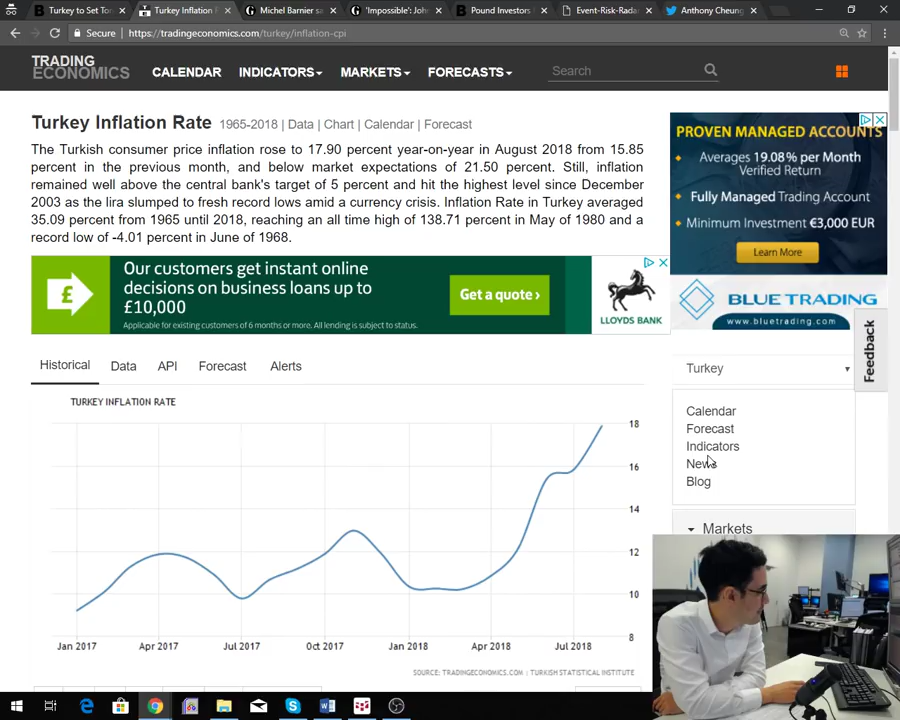 Turkey to Set To
Turkey Inflation R
Michel Barnier sa
'Impossible': Joh
Pound Investors
Event-Risk-Rada
Anthony Cheung
Secure
https://tradingeconomics.com/turkey/inflation-cpi
TRADING
ECONOMICS
CALENDAR
INDICATORS
MARKETS
FORECASTS
Search
Turkey Inflation Rate 1965-2018 | Data | Chart | Calendar | Forecast
The Turkish consumer price inflation rose to 17.90 percent year-on-year in August 2018 from 15.85
percent in the previous month, and below market expectations of 21.50 percent. Still, inflation
remained well above the central bank's target of 5 percent and hit the highest level since December
2003 as the lira slumped to fresh record lows amid a currency crisis. Inflation Rate in Turkey averaged
35.09 percent from 1965 until 2018, reaching an all time high of 138.71 percent in May of 1980 and a
record low of -4.01 percent in June of 1968.
PROVEN MANAGED ACCOUNTS
Averages 19.08% per Month
Verified Return
Fully Managed Trading Account
Minimum Investment €3,000 EUR
Learn More
BLUE TRADING
www.bluetrading.com
£
Our customers get instant online
decisions on business loans up to
£10,000
Applicable for existing customers of 6 months or more. All lending is subject to status.
Get a quote ›
LLOYDS BANK
Feedback
Historical
Data
API
Forecast
Alerts
Turkey
Calendar
Forecast
Indicators
News
Blog
Markets
TURKEY INFLATION RATE
18
16
14
12
10
8
Jan 2017
Apr 2017
Jul 2017
Oct 2017
Jan 2018
Apr 2018
Jul 2018
SOURCE: TRADINGECONOMICS.COM | TURKISH STATISTICAL INSTITUTE